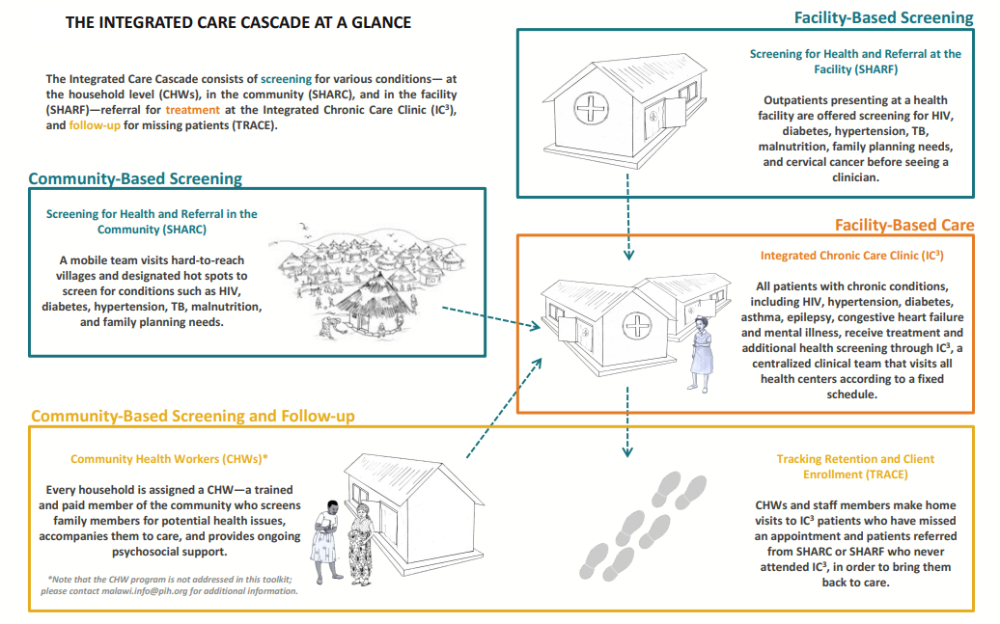 THE INTEGRATED CARE CASCADE AT A GLANCE
The Integrated Care Cascade consists of screening for various conditions— at
the household level (CHWs), in the community (SHARC), and in the facility
(SHARF)—referral for treatment at the Integrated Chronic Care Clinic (IC³),
and follow-up for missing patients (TRACE).
Facility-Based Screening
Screening for Health and Referral at the
Facility (SHARF)
Outpatients presenting at a health
facility are offered screening for HIV,
diabetes, hypertension, TB,
malnutrition, family planning needs,
and cervical cancer before seeing a
clinician.
Community-Based Screening
Screening for Health and Referral in the
Community (SHARC)
A mobile team visits hard-to-reach
villages and designated hot spots to
screen for conditions such as HIV,
diabetes, hypertension, TB, malnutrition,
and family planning needs.
Facility-Based Care
Integrated Chronic Care Clinic (IC³)
All patients with chronic conditions,
including HIV, hypertension, diabetes,
asthma, epilepsy, congestive heart failure
and mental illness, receive treatment and
additional health screening through IC³, a
centralized clinical team that visits all
health centers according to a fixed
schedule.
Community-Based Screening and Follow-up
Community Health Workers (CHWs)*
Every household is assigned a CHW—a trained
and paid member of the community who screens
family members for potential health issues,
accompanies them to care, and provides ongoing
psychosocial support.
*Note that the CHW program is not addressed in this toolkit;
please contact malawi.info@pih.org for additional information.
Tracking Retention and Client
Enrollment (TRACE)
CHWs and staff members make home
visits to IC³ patients who have missed
an appointment and patients referred
from SHARC or SHARF who never
attended IC³, in order to bring them
back to care.